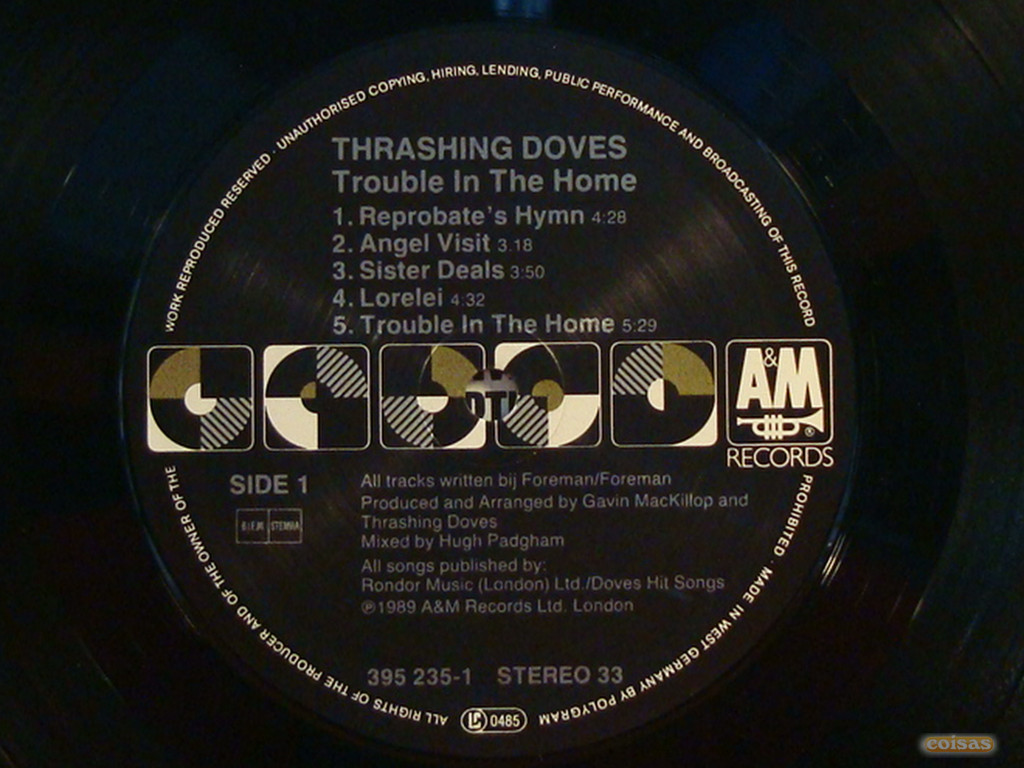 WORK REPRODUCED RESERVED · UNAUTHORISED COPYING, HIRING, LENDING, PUBLIC PERFORMANCE AND BROADCASTING OF THIS RECORD
THRASHING DOVES
Trouble In The Home
1. Reprobate's Hymn 4:28
2. Angel Visit 3.18
3. Sister Deals 3:50
4. Lorelei 4:32
5. Trouble In The Home 5:29
A&M
®
RECORDS
SIDE 1
B.I.E.M. STEMRA
All tracks written bij Foreman/Foreman
Produced and Arranged by Gavin MacKillop and
Thrashing Doves
Mixed by Hugh Padgham
All songs published by:
Rondor Music (London) Ltd./Doves Hit Songs
℗1989 A&M Records Ltd. London
395 235-1 STEREO 33
PROHIBITED · MADE IN WEST GERMANY BY POLYGRAM
LC 0485
ALL RIGHTS OF THE PRODUCER AND OF THE OWNER OF THE
coisas